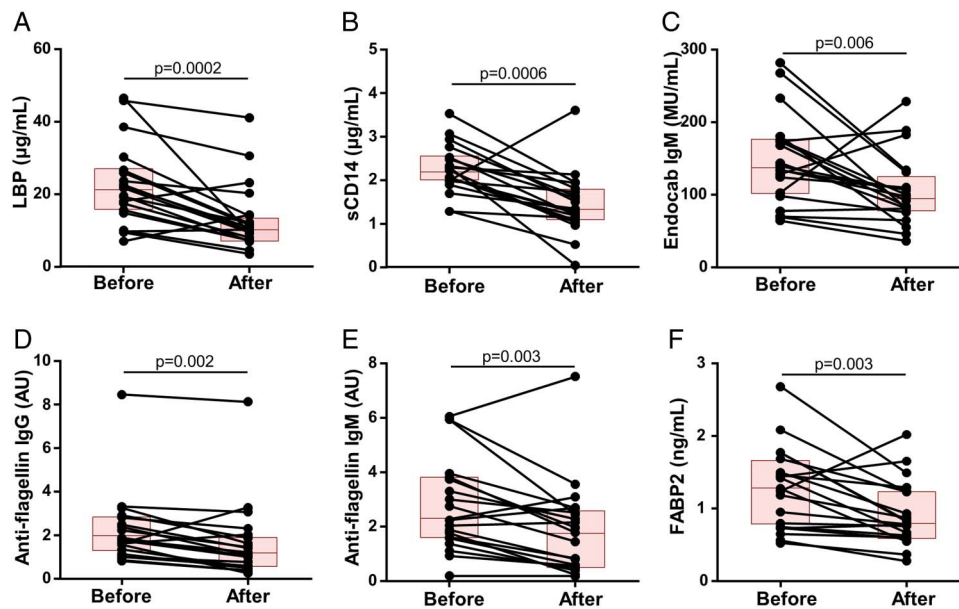 A
LBP (µg/mL)
60
40
20
0
p=0.0002
Before
After
B
sCD14 (µg/mL)
5
4
3
2
1
0
p=0.0006
Before
After
C
Endocab IgM (MU/mL)
300
200
100
0
p=0.006
Before
After
D
Anti-flagellin IgG (AU)
10
8
6
4
2
0
p=0.002
Before
After
E
Anti-flagellin IgM (AU)
8
6
4
2
0
p=0.003
Before
After
F
FABP2 (ng/mL)
3
2
1
0
p=0.003
Before
After